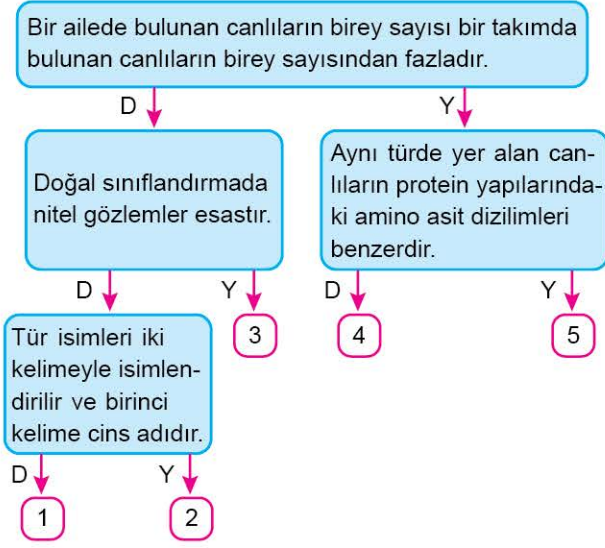 Bir ailede bulunan canlıların birey sayısı bir takımda
bulunan canlıların birey sayısından fazladır.
D
Y
Doğal sınıflandırmada
nitel gözlemler esastır.
Aynı türde yer alan can-
lıların protein yapılarında-
ki amino asit dizilimleri
benzerdir.
D
Y
D
Y
Tür isimleri iki
kelimeyle isimlen-
dirilir ve birinci
kelime cins adıdır.
3
4
5
D
Y
1
2